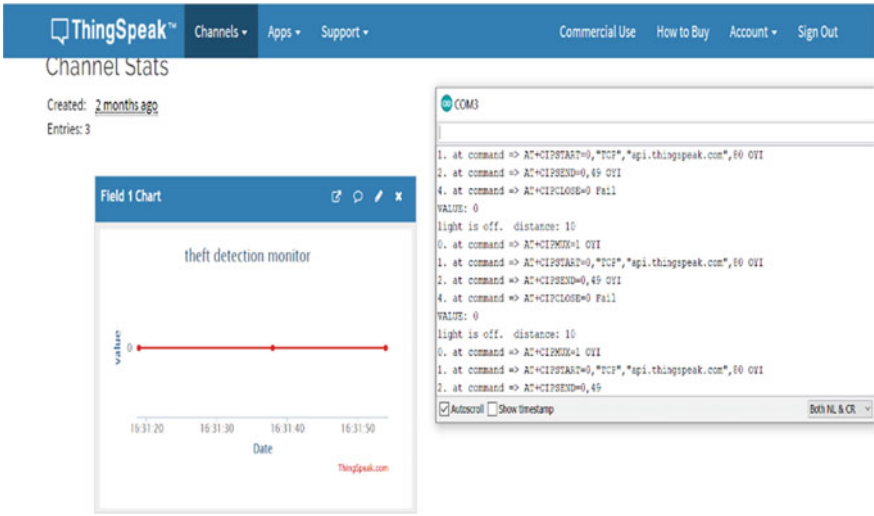 ThingSpeak™ Channels Apps Support Commercial Use How to Buy Account Sign Out
Channel Stats
Created: 2 months ago
Entries: 3
Field 1 Chart
theft detection monitor
value
0
16:31:20 16:31:30 16:31:40 16:31:50
Date
ThingSpeak.com
COM3
1. at command => AT+CIPSTART=0,"TCP","api.thingspeak.com",80 OYI
2. at command => AT+CIPSEND=0,49 OYI
4. at command => AT+CIPCLOSE=0 Fail
VALUE: 0
light is off. distance: 10
0. at command => AT+CIPMUX=1 OYI
1. at command => AT+CIPSTART=0,"TCP","api.thingspeak.com",80 OYI
2. at command => AT+CIPSEND=0,49 OYI
4. at command => AT+CIPCLOSE=0 Fail
VALUE: 0
light is off. distance: 10
0. at command => AT+CIPMUX=1 OYI
1. at command => AT+CIPSTART=0,"TCP","api.thingspeak.com",80 OYI
2. at command => AT+CIPSEND=0,49
Autoscroll Show timestamp Both NL & CR